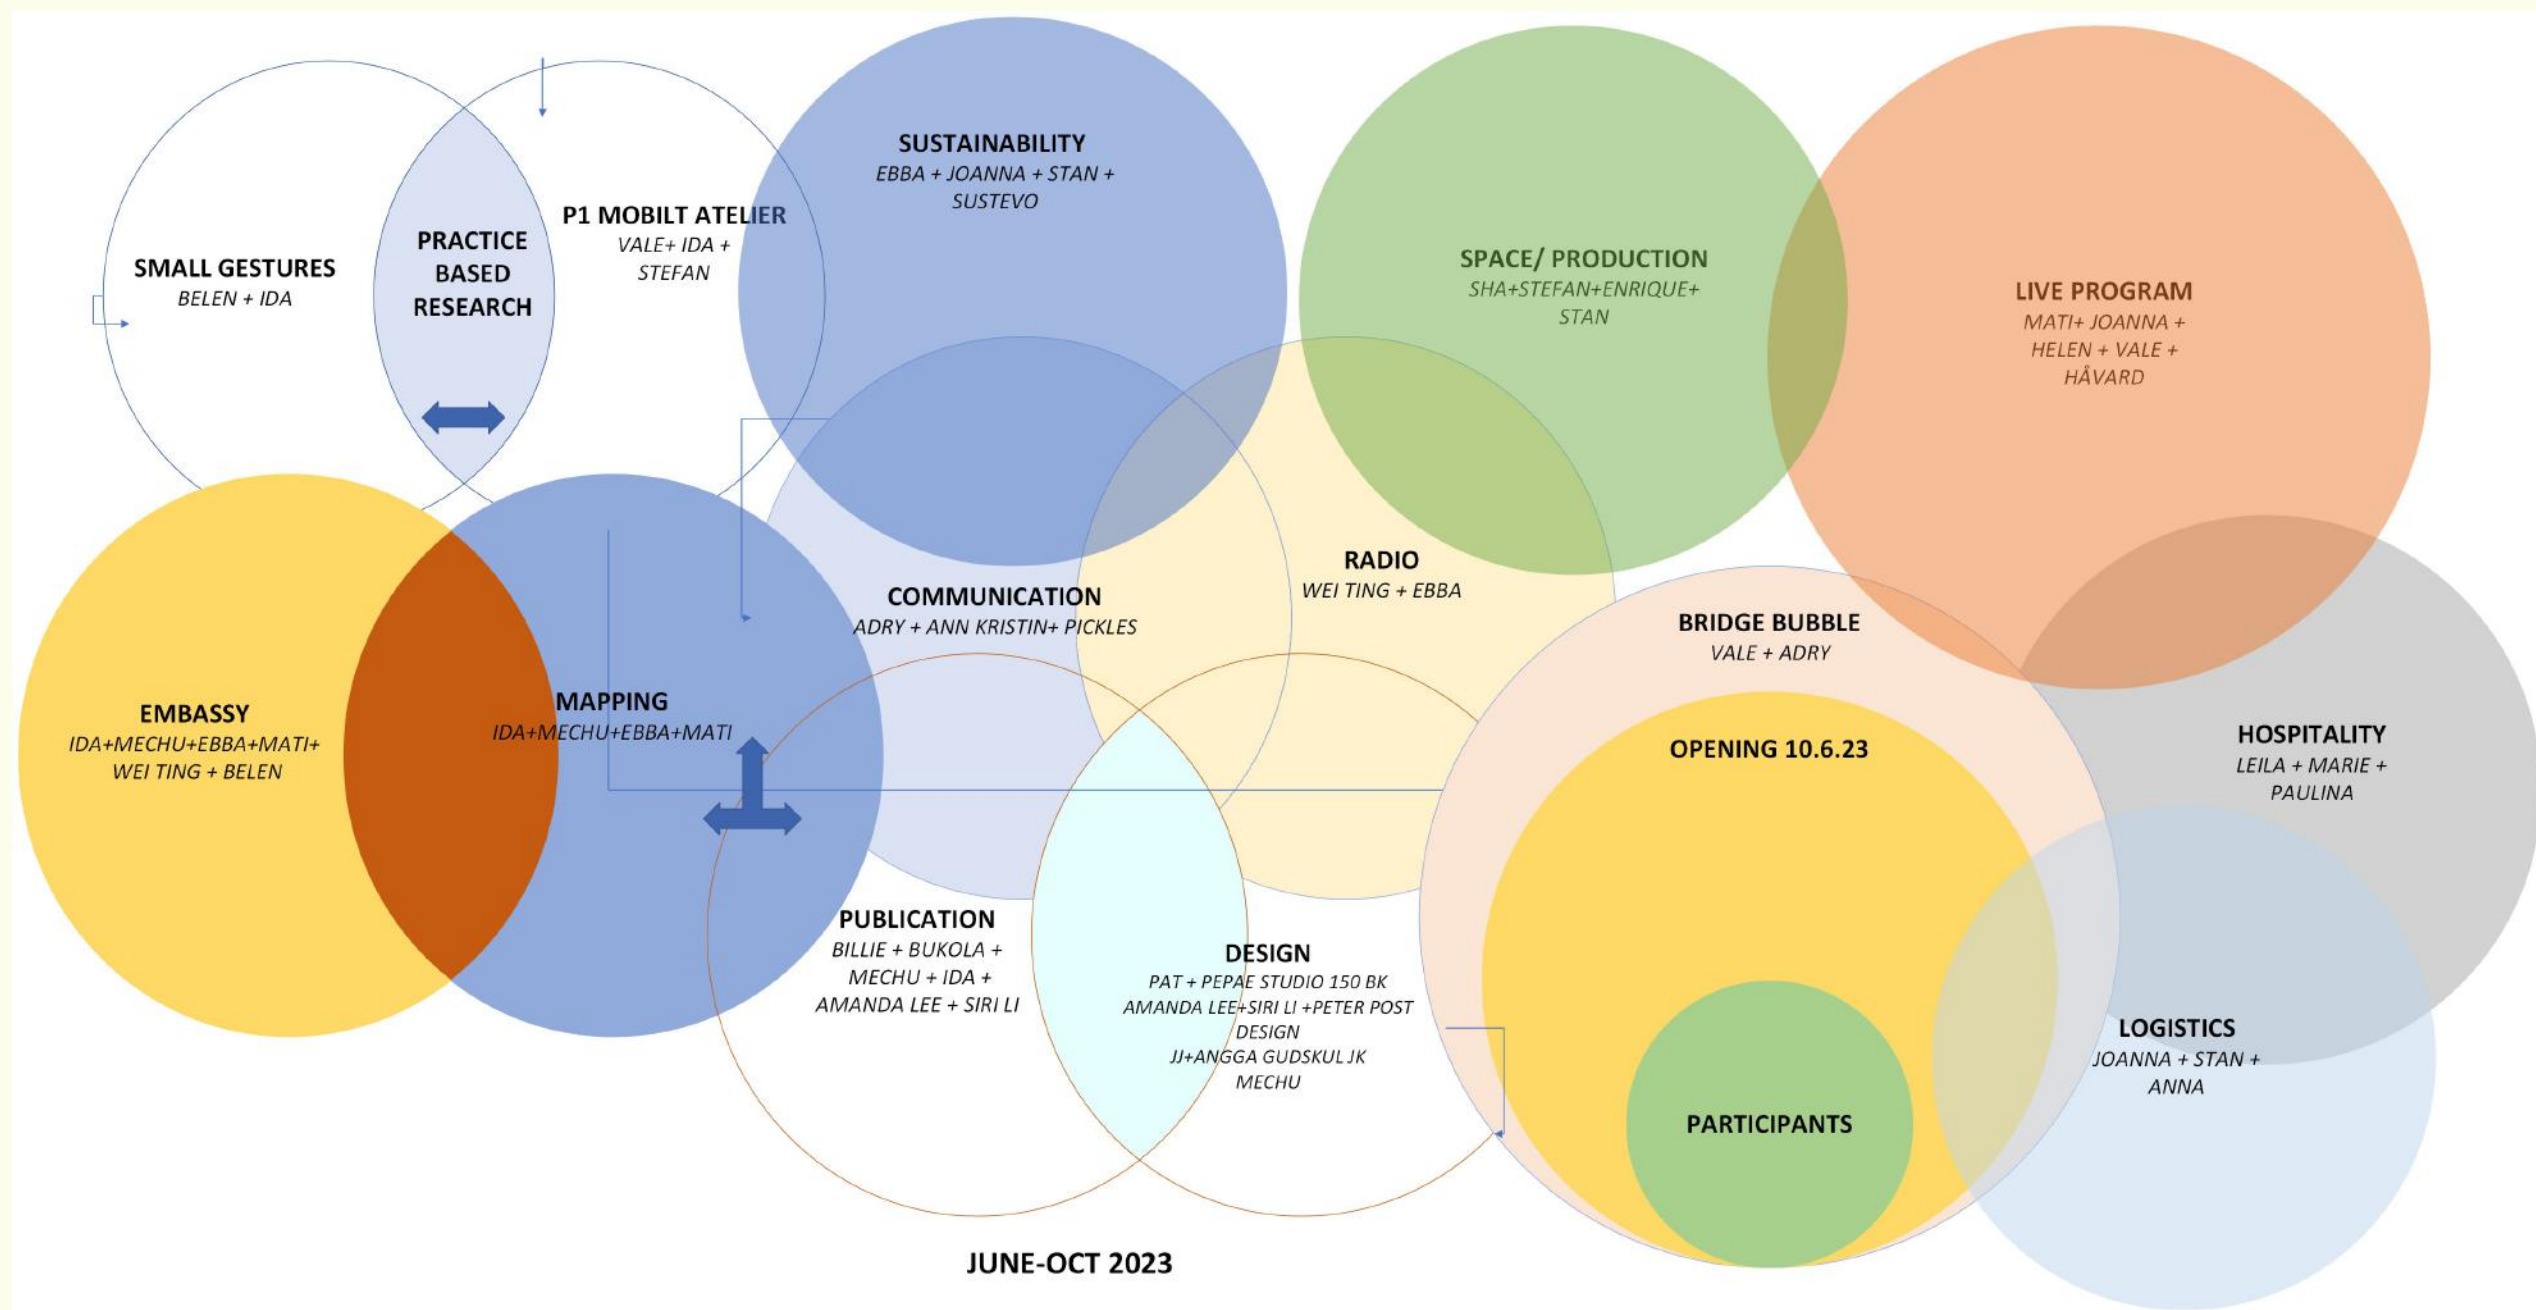 SMALL GESTURES
BELEN + IDA
PRACTICE
BASED
RESEARCH
P1 MOBILT ATELIER
VALE+ IDA +
STEFAN
SUSTAINABILITY
EBBA + JOANNA + STAN +
SUSTEVO
SPACE/ PRODUCTION
SHA+STEFAN+ENRIQUE+
STAN
LIVE PROGRAM
MATI+ JOANNA +
HELEN + VALE +
HÅVARD
EMBASSY
IDA+MECHU+EBBA+MATI+
WEI TING + BELEN
MAPPING
IDA+MECHU+EBBA+MATI
COMMUNICATION
ADRY + ANN KRISTIN+ PICKLES
RADIO
WEI TING + EBBA
BRIDGE BUBBLE
VALE + ADRY
OPENING 10.6.23
HOSPITALITY
LEILA + MARIE +
PAULINA
PUBLICATION
BILLIE + BUKOLA +
MECHU + IDA +
AMANDA LEE + SIRI LI
DESIGN
PAT + PEPAE STUDIO 150 BK
AMANDA LEE+SIRI LI +PETER POST
DESIGN
JJ+ANGGA GUDSKUL JK
MECHU
PARTICIPANTS
LOGISTICS
JOANNA + STAN +
ANNA
JUNE-OCT 2023